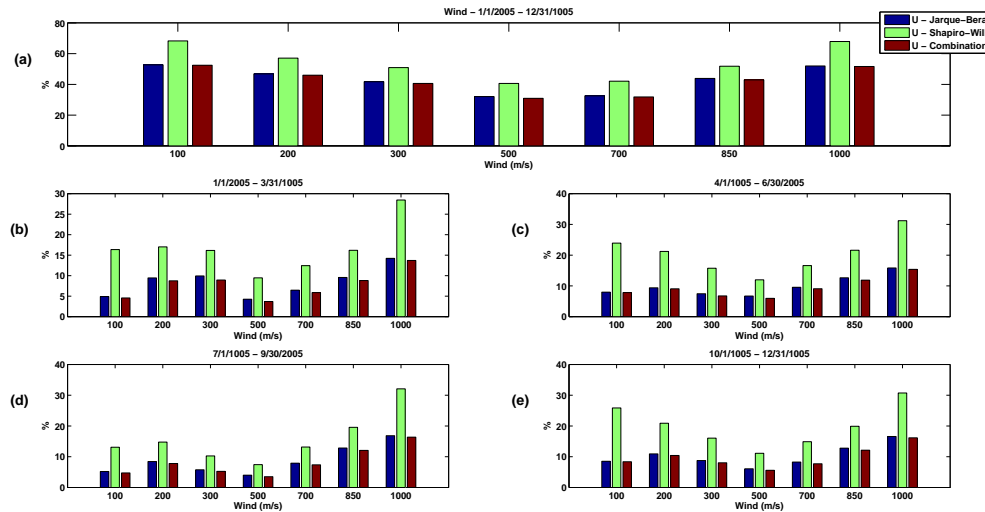 Wind – 1/1/2005 – 12/31/1005
U – Jarque–Bera
U – Shapiro–Wilk
U – Combination
(a)
%
80
60
40
20
0
100 200 300 500 700 850 1000
Wind (m/s)
1/1/2005 – 3/31/1005
(b)
%
30
25
20
15
10
5
0
100 200 300 500 700 850 1000
Wind (m/s)
4/1/1005 – 6/30/2005
(c)
%
40
30
20
10
0
100 200 300 500 700 850 1000
Wind (m/s)
7/1/1005 – 9/30/2005
(d)
%
40
30
20
10
0
100 200 300 500 700 850 1000
Wind (m/s)
10/1/1005 – 12/31/1005
(e)
%
40
30
20
10
0
100 200 300 500 700 850 1000
Wind (m/s)